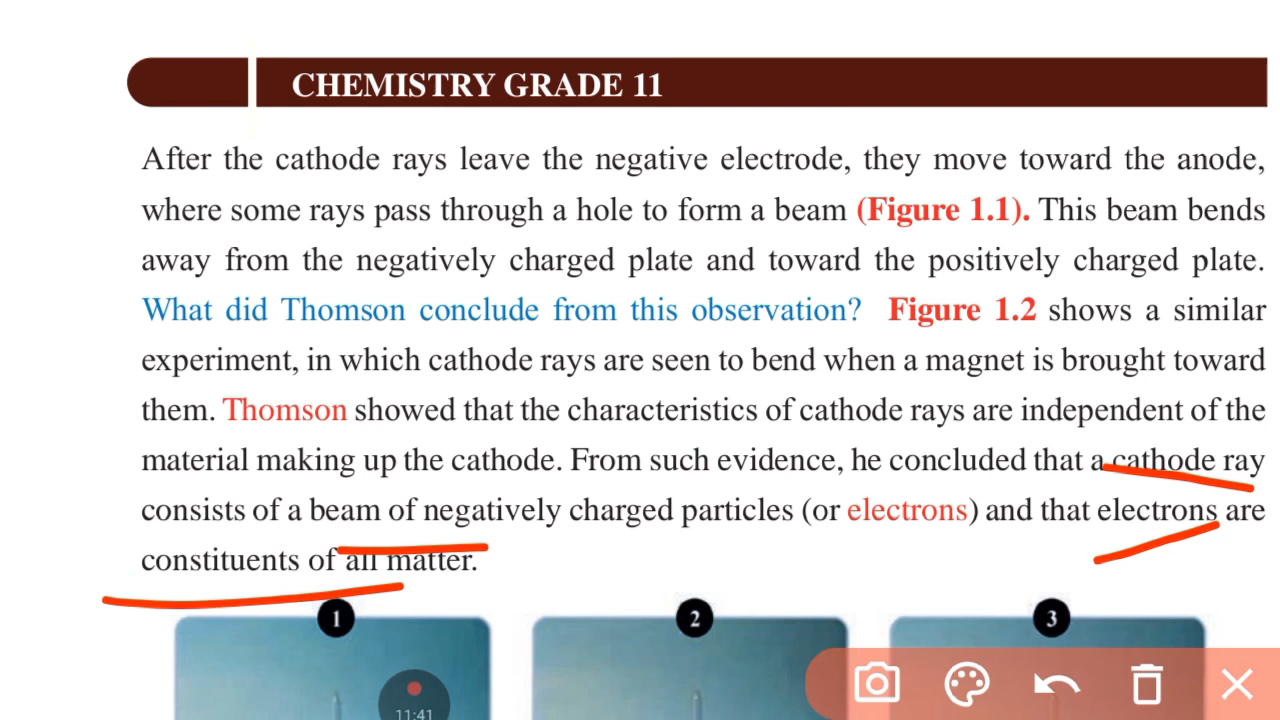 CHEMISTRY GRADE 11
After the cathode rays leave the negative electrode, they move toward the anode,
where some rays pass through a hole to form a beam (Figure 1.1). This beam bends
away from the negatively charged plate and toward the positively charged plate.
What did Thomson conclude from this observation? Figure 1.2 shows a similar
experiment, in which cathode rays are seen to bend when a magnet is brought toward
them. Thomson showed that the characteristics of cathode rays are independent of the
material making up the cathode. From such evidence, he concluded that a cathode ray
consists of a beam of negatively charged particles (or electrons) and that electrons are
constituents of all matter.
1 2 3
11:41